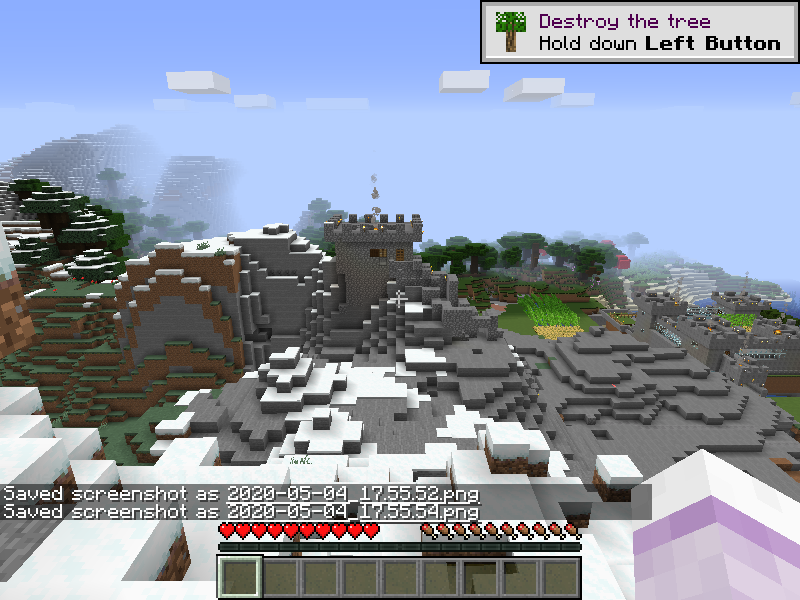 Destroy the tree
Hold down Left Button
Saved screenshot as 2020-05-04_17.55.52.png
Saved screenshot as 2020-05-04_17.55.54.png